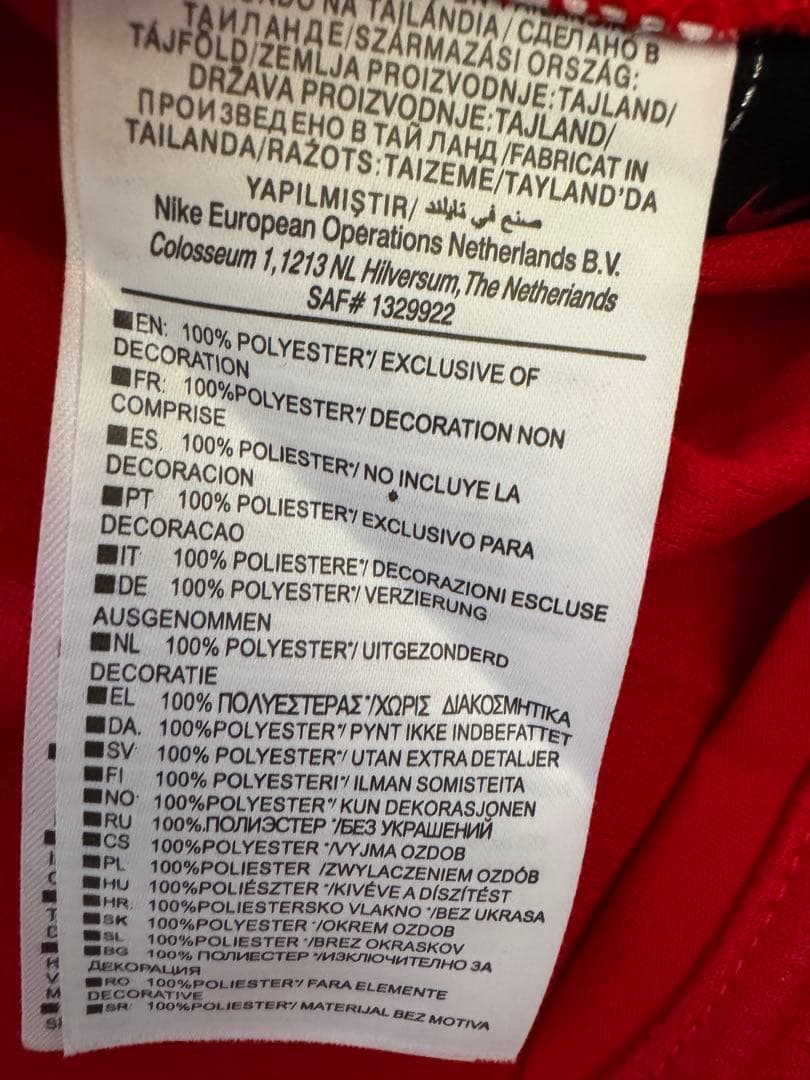 NA TAILÂNDIA/СДЕЛАНО В
ТАИЛАНДЕ/SZÁRMAZÁSI ORSZÁG:
TÁJFÖLD/ZEMLJA PROIZVODNJE:TAJLAND/
DRŽAVA PROIZVODNJE:TAJLAND/
ПРОИЗВЕДЕНО В ТАЙЛАНД/FABRICAT IN
TAILANDA/RAŽOTS:TAIZEME/TAYLAND'DA
YAPILMIŞTIR/ صنع في تايلند
Nike European Operations Netherlands B.V.
Colosseum 1,1213 NL Hilversum, The Netherlands
SAF# 1329922
EN: 100% POLYESTER*/ EXCLUSIVE OF
DECORATION
FR: 100%POLYESTER*/ DECORATION NON
COMPRISE
ES. 100% POLIESTER*/ NO INCLUYE LA
DECORACION
PT 100% POLIESTER*/ EXCLUSIVO PARA
DECORACAO
IT 100% POLIESTERE*/ DECORAZIONI ESCLUSE
DE 100% POLYESTER*/ VERZIERUNG
AUSGENOMMEN
NL 100% POLYESTER*/ UITGEZONDERD
DECORATIE
EL 100% ΠΟΛΥΕΣΤΕΡΑΣ*/ΧΩΡΙΣ ΔΙΑΚΟΣΜΗΤΙΚΑ
DA. 100%POLYESTER*/ PYNT IKKE INDBEFATTET
SV 100% POLYESTER*/ UTAN EXTRA DETALJER
FI 100% POLYESTERI*/ ILMAN SOMISTEITA
NO 100%POLYESTER*/ KUN DEKORASJONEN
RU 100%.ПОЛИЭСТЕР */БЕЗ УКРАШЕНИЙ
CS 100%POLYESTER */VYJMA OZDOB
PL 100%POLIESTER /ZWYLACZENIEM OZDÓB
HU 100%POLIÉSZTER */KIVÉVE A DÍSZÍTÉST
HR. 100%POLIESTERSKO VLAKNO */BEZ UKRASA
SK 100%POLYESTER */OKREM OZDOB
SL 100%POLIESTER */BREZ OKRASKOV
BG 100% ПОЛИЕСТЕР */ИЗКЛЮЧИТЕЛНО ЗА
ДЕКОРАЦИЯ
RO 100%POLIESTER*/ FARA ELEMENTE
DECORATIVE
SR 100%POLIESTER*/ MATERIJAL BEZ MOTIVA